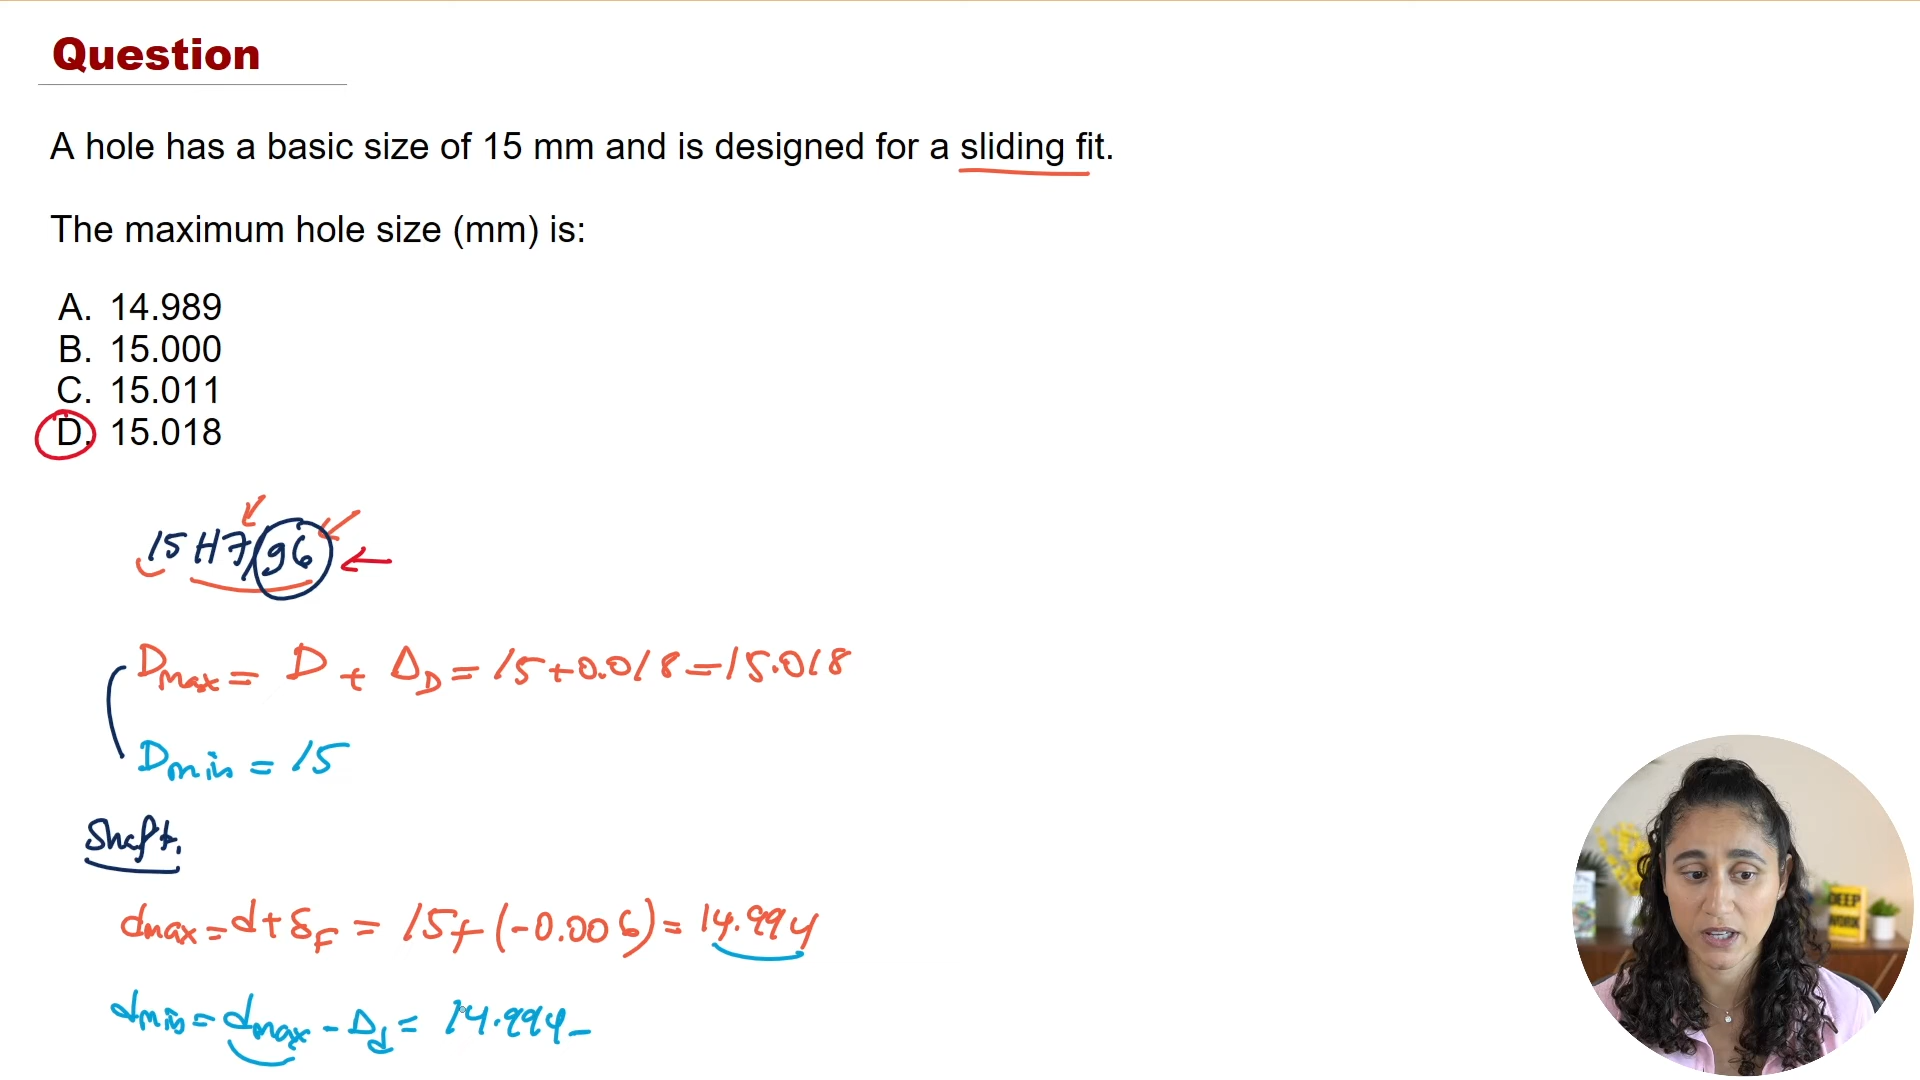 Question
A hole has a basic size of 15 mm and is designed for a sliding fit.
The maximum hole size (mm) is:
A. 14.989
B. 15.000
C. 15.011
D. 15.018
15 H7/g6
Dmax = D + ΔD = 15+0.018=15.018
Dmin = 15
Shaft.
dmax = d + δF = 15+(-0.006) = 14.994
dmin = dmax - Δd = 14.994-
DEEP
WORK